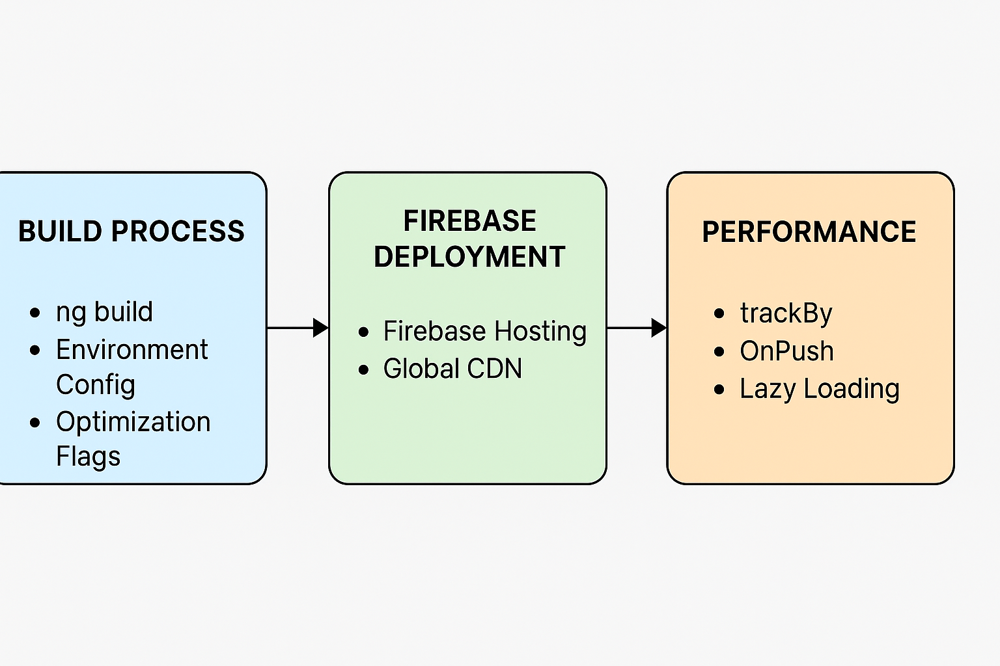 BUILD PROCESS
• ng build
• Environment
Config
• Optimization
Flags
FIREBASE
DEPLOYMENT
• Firebase Hosting
• Global CDN
PERFORMANCE
• trackBy
• OnPush
• Lazy Loading